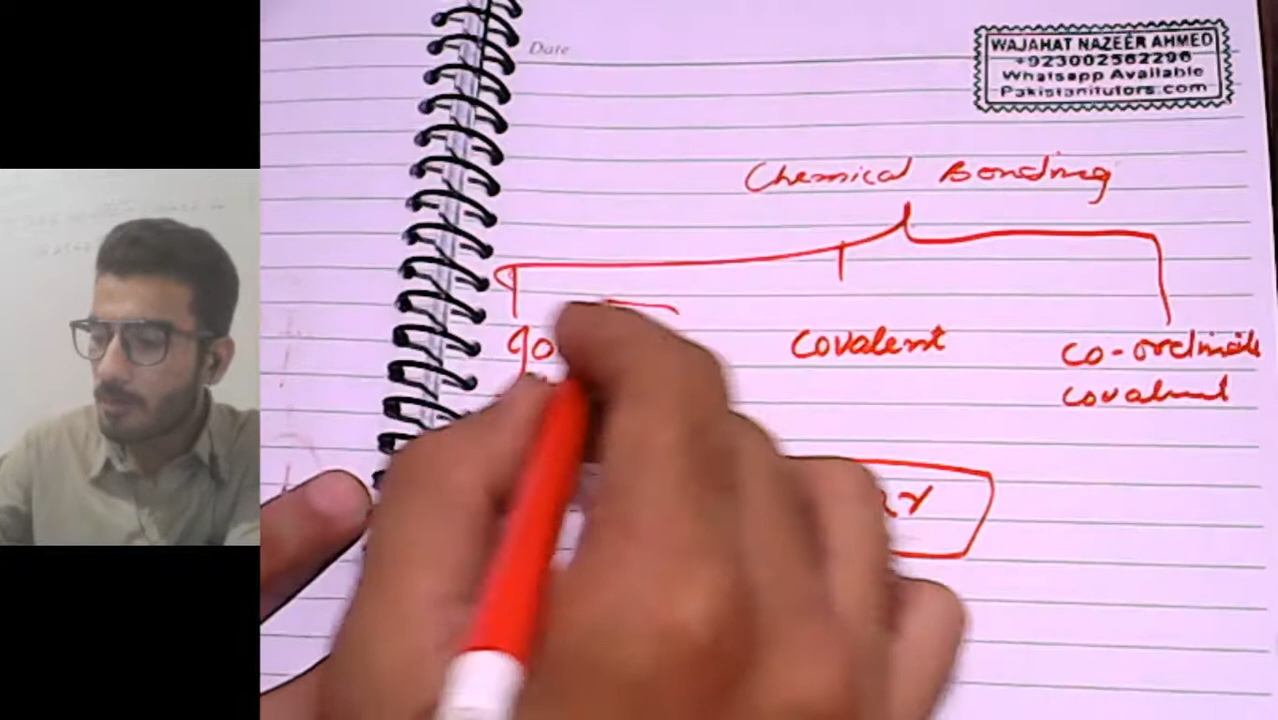 Date
WAJAHAT NAZEER AHMED
+923002562296
Whatsapp Available
Pakistanitutors.com
Chemical Bonding
Covalent
co-ordinate
covalent